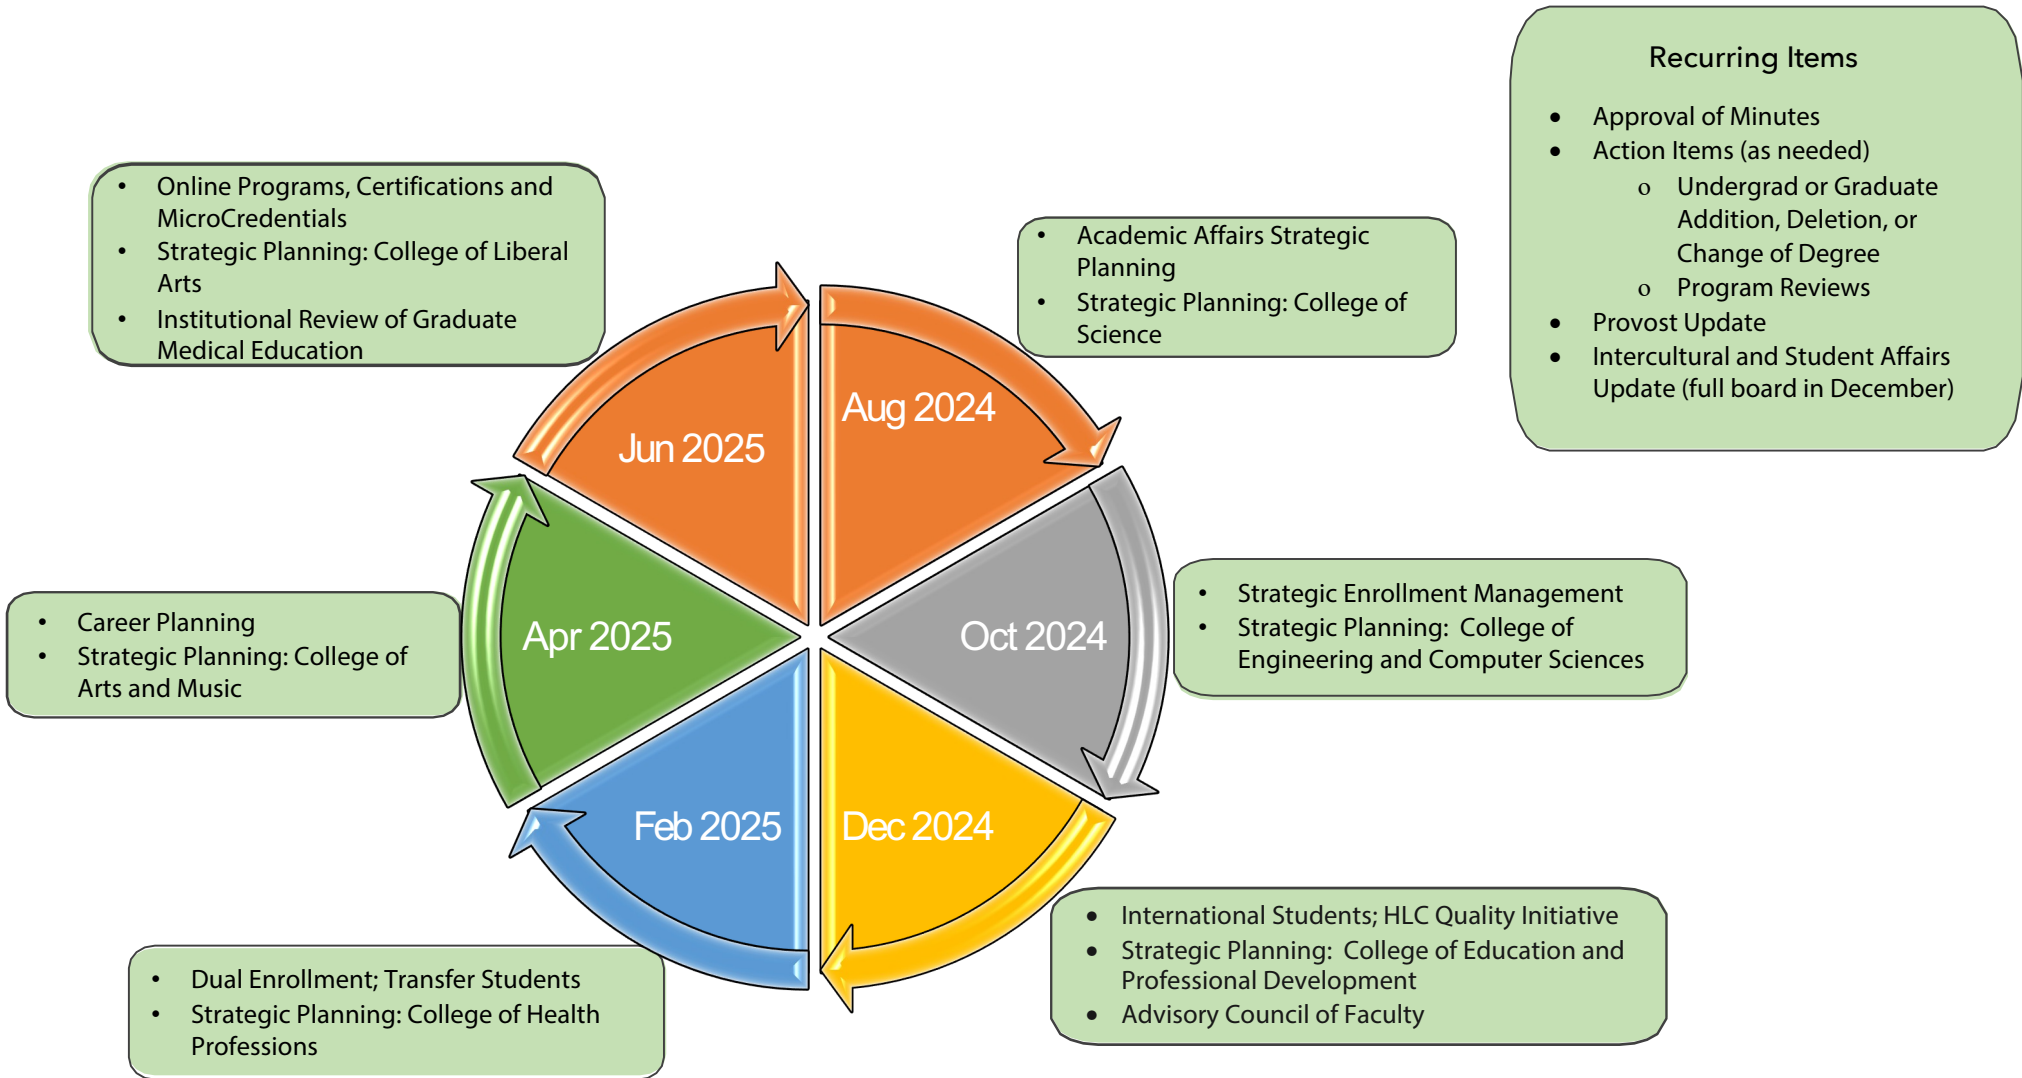 Recurring Items
• Approval of Minutes
• Action Items (as needed)
o Undergrad or Graduate
Addition, Deletion, or
Change of Degree
o Program Reviews
• Provost Update
• Intercultural and Student Affairs
Update (full board in December)
• Online Programs, Certifications and
MicroCredentials
• Strategic Planning: College of Liberal
Arts
• Institutional Review of Graduate
Medical Education
• Academic Affairs Strategic
Planning
• Strategic Planning: College of
Science
Jun 2025
Aug 2024
• Career Planning
• Strategic Planning: College of
Arts and Music
Apr 2025
Oct 2024
• Strategic Enrollment Management
• Strategic Planning: College of
Engineering and Computer Sciences
Feb 2025
Dec 2024
• Dual Enrollment; Transfer Students
• Strategic Planning: College of Health
Professions
• International Students; HLC Quality Initiative
• Strategic Planning: College of Education and
Professional Development
• Advisory Council of Faculty